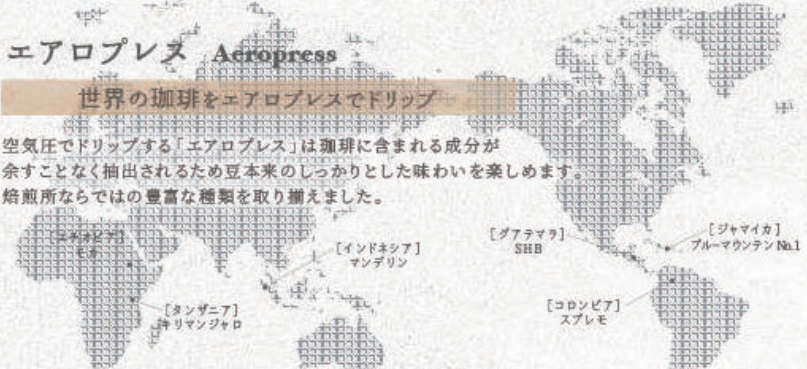 エアロプレス Aeropress
世界の珈琲をエアロプレスでドリップ
空気圧でドリップする「エアロプレス」は珈琲に含まれる成分が
余すことなく抽出されるため豆本来のしっかりとした味わいを楽しめます。
焙煎所ならではの豊富な種類を取り揃えました。
[エチオピア]
モカ
[タンザニア]
キリマンジャロ
[インドネシア]
マンデリン
[グアテマラ]
SHB
[ジャマイカ]
ブルーマウンテン No.1
[コロンビア]
スプレモ